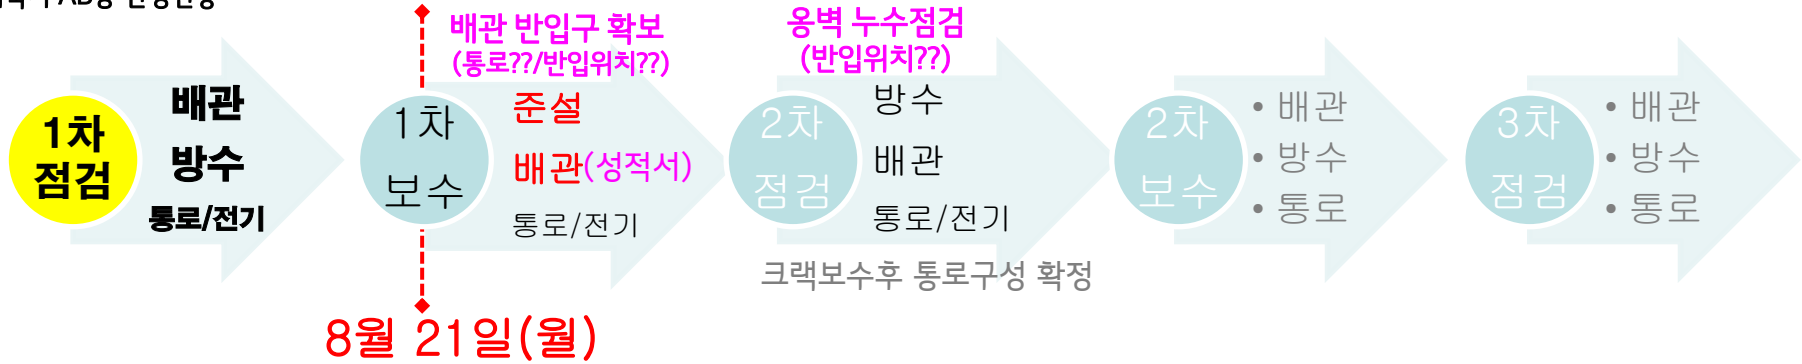 배관 반입구 확보
(통로??/반입위치??)
옹벽 누수점검
(반입위치??)
1차
점검
배관
방수
통로/전기
1차
보수
준설
배관(성적서)
통로/전기
2차
점검
방수
배관
통로/전기
크랙보수후 통로구성 확정
2차
보수
• 배관
• 방수
• 통로
3차
점검
• 배관
• 방수
• 통로
8월 21일(월)